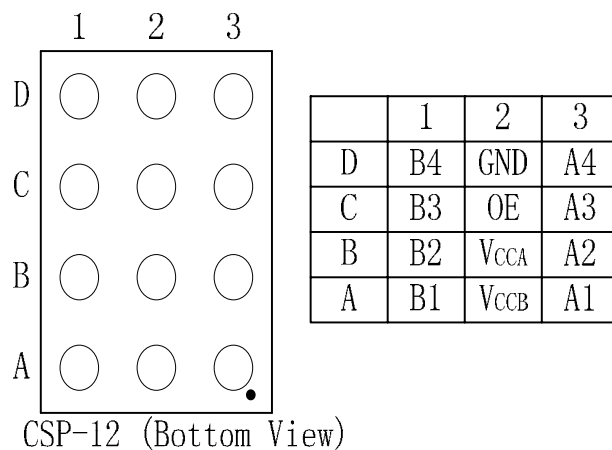 1 2 3
D
C
B
A
CSP-12 (Bottom View)
1 2 3
D B4 GND A4
C B3 OE A3
B B2 VCCA A2
A B1 VCCB A1